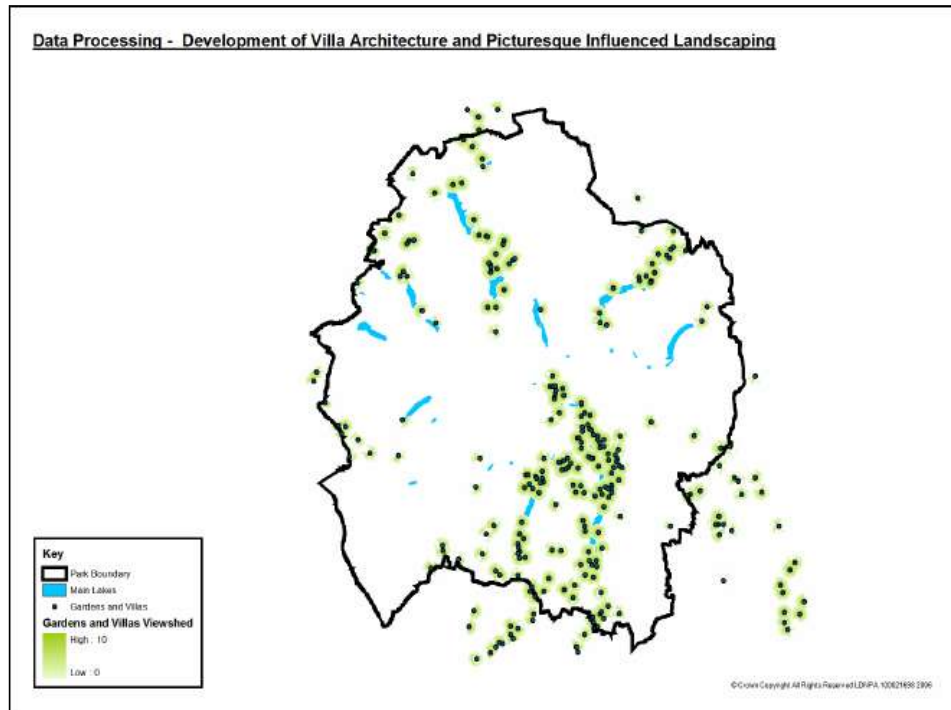 Data Processing - Development of Villa Architecture and Picturesque Influenced Landscaping
Key
Park Boundary
Main Lakes
Gardens and Villas
Gardens and Villas Viewshed
High : 10
Low : 0
© Crown Copyright All Rights Reserved LDNPA 100021698 2006